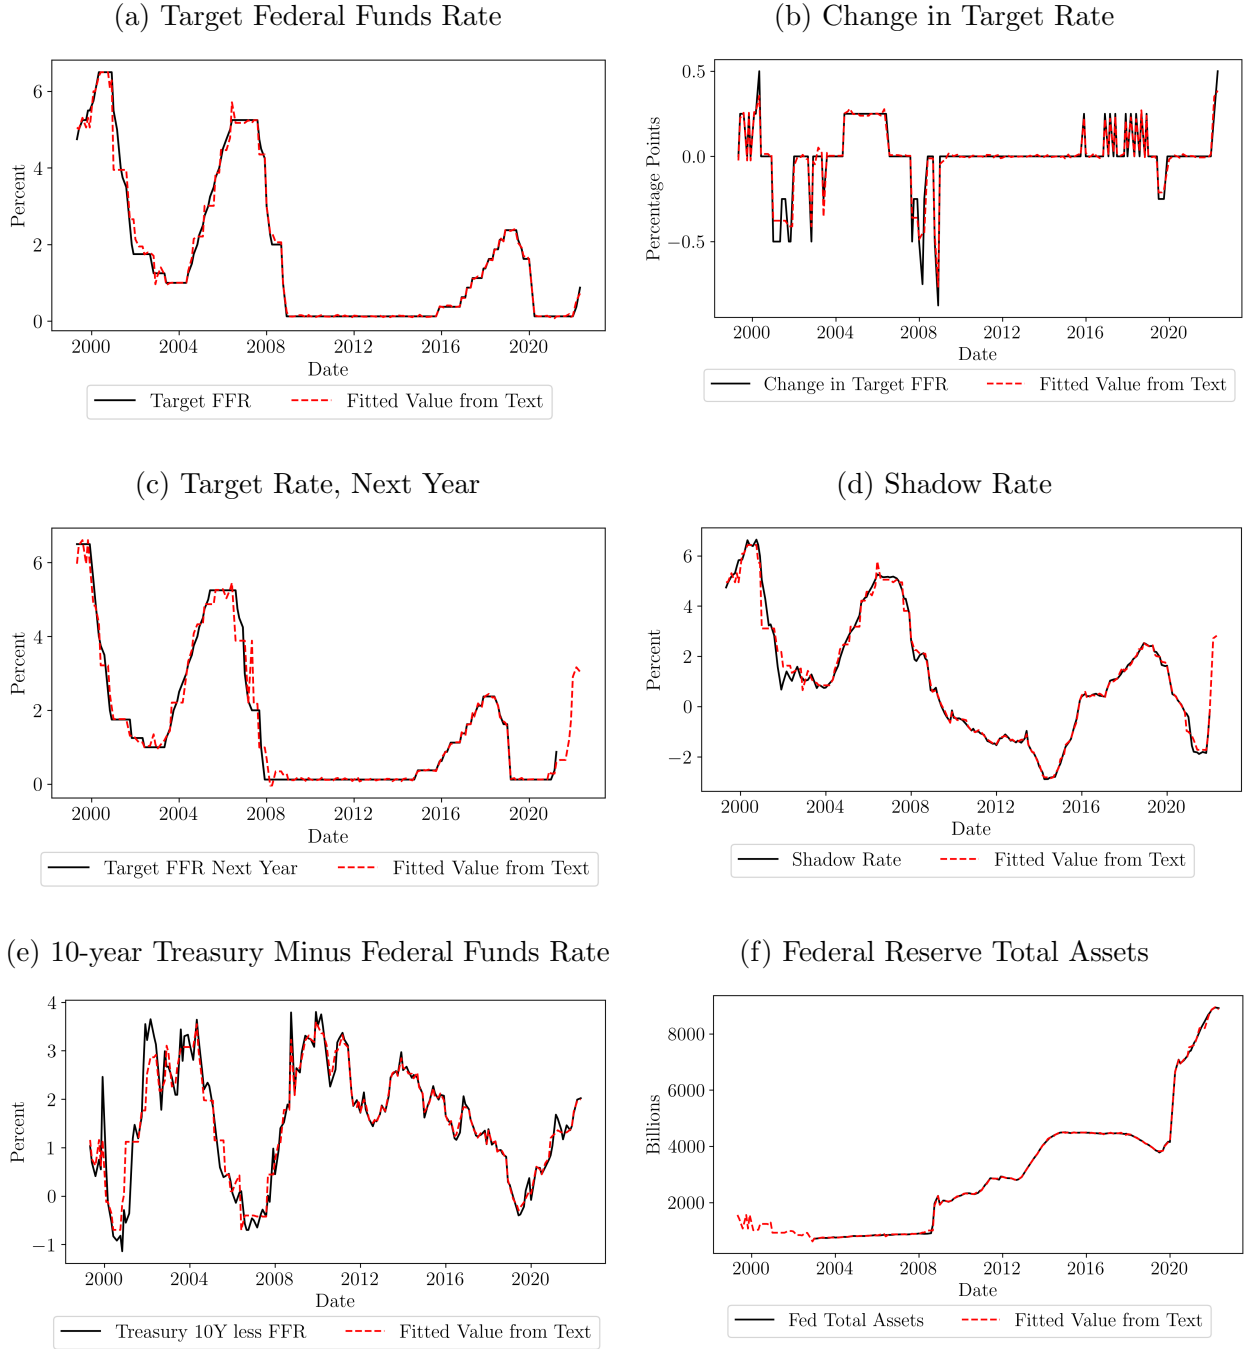 (a) Target Federal Funds Rate
6
4
2
0
Percent
2000 2004 2008 2012 2016 2020
Date
Target FFR Fitted Value from Text
(b) Change in Target Rate
0.5
0.0
−0.5
Percentage Points
2000 2004 2008 2012 2016 2020
Date
Change in Target FFR Fitted Value from Text
(c) Target Rate, Next Year
6
4
2
0
Percent
2000 2004 2008 2012 2016 2020
Date
Target FFR Next Year Fitted Value from Text
(d) Shadow Rate
6
4
2
0
−2
Percent
2000 2004 2008 2012 2016 2020
Date
Shadow Rate Fitted Value from Text
(e) 10-year Treasury Minus Federal Funds Rate
4
3
2
1
0
−1
Percent
2000 2004 2008 2012 2016 2020
Date
Treasury 10Y less FFR Fitted Value from Text
(f) Federal Reserve Total Assets
8000
6000
4000
2000
Billions
2000 2004 2008 2012 2016 2020
Date
Fed Total Assets Fitted Value from Text